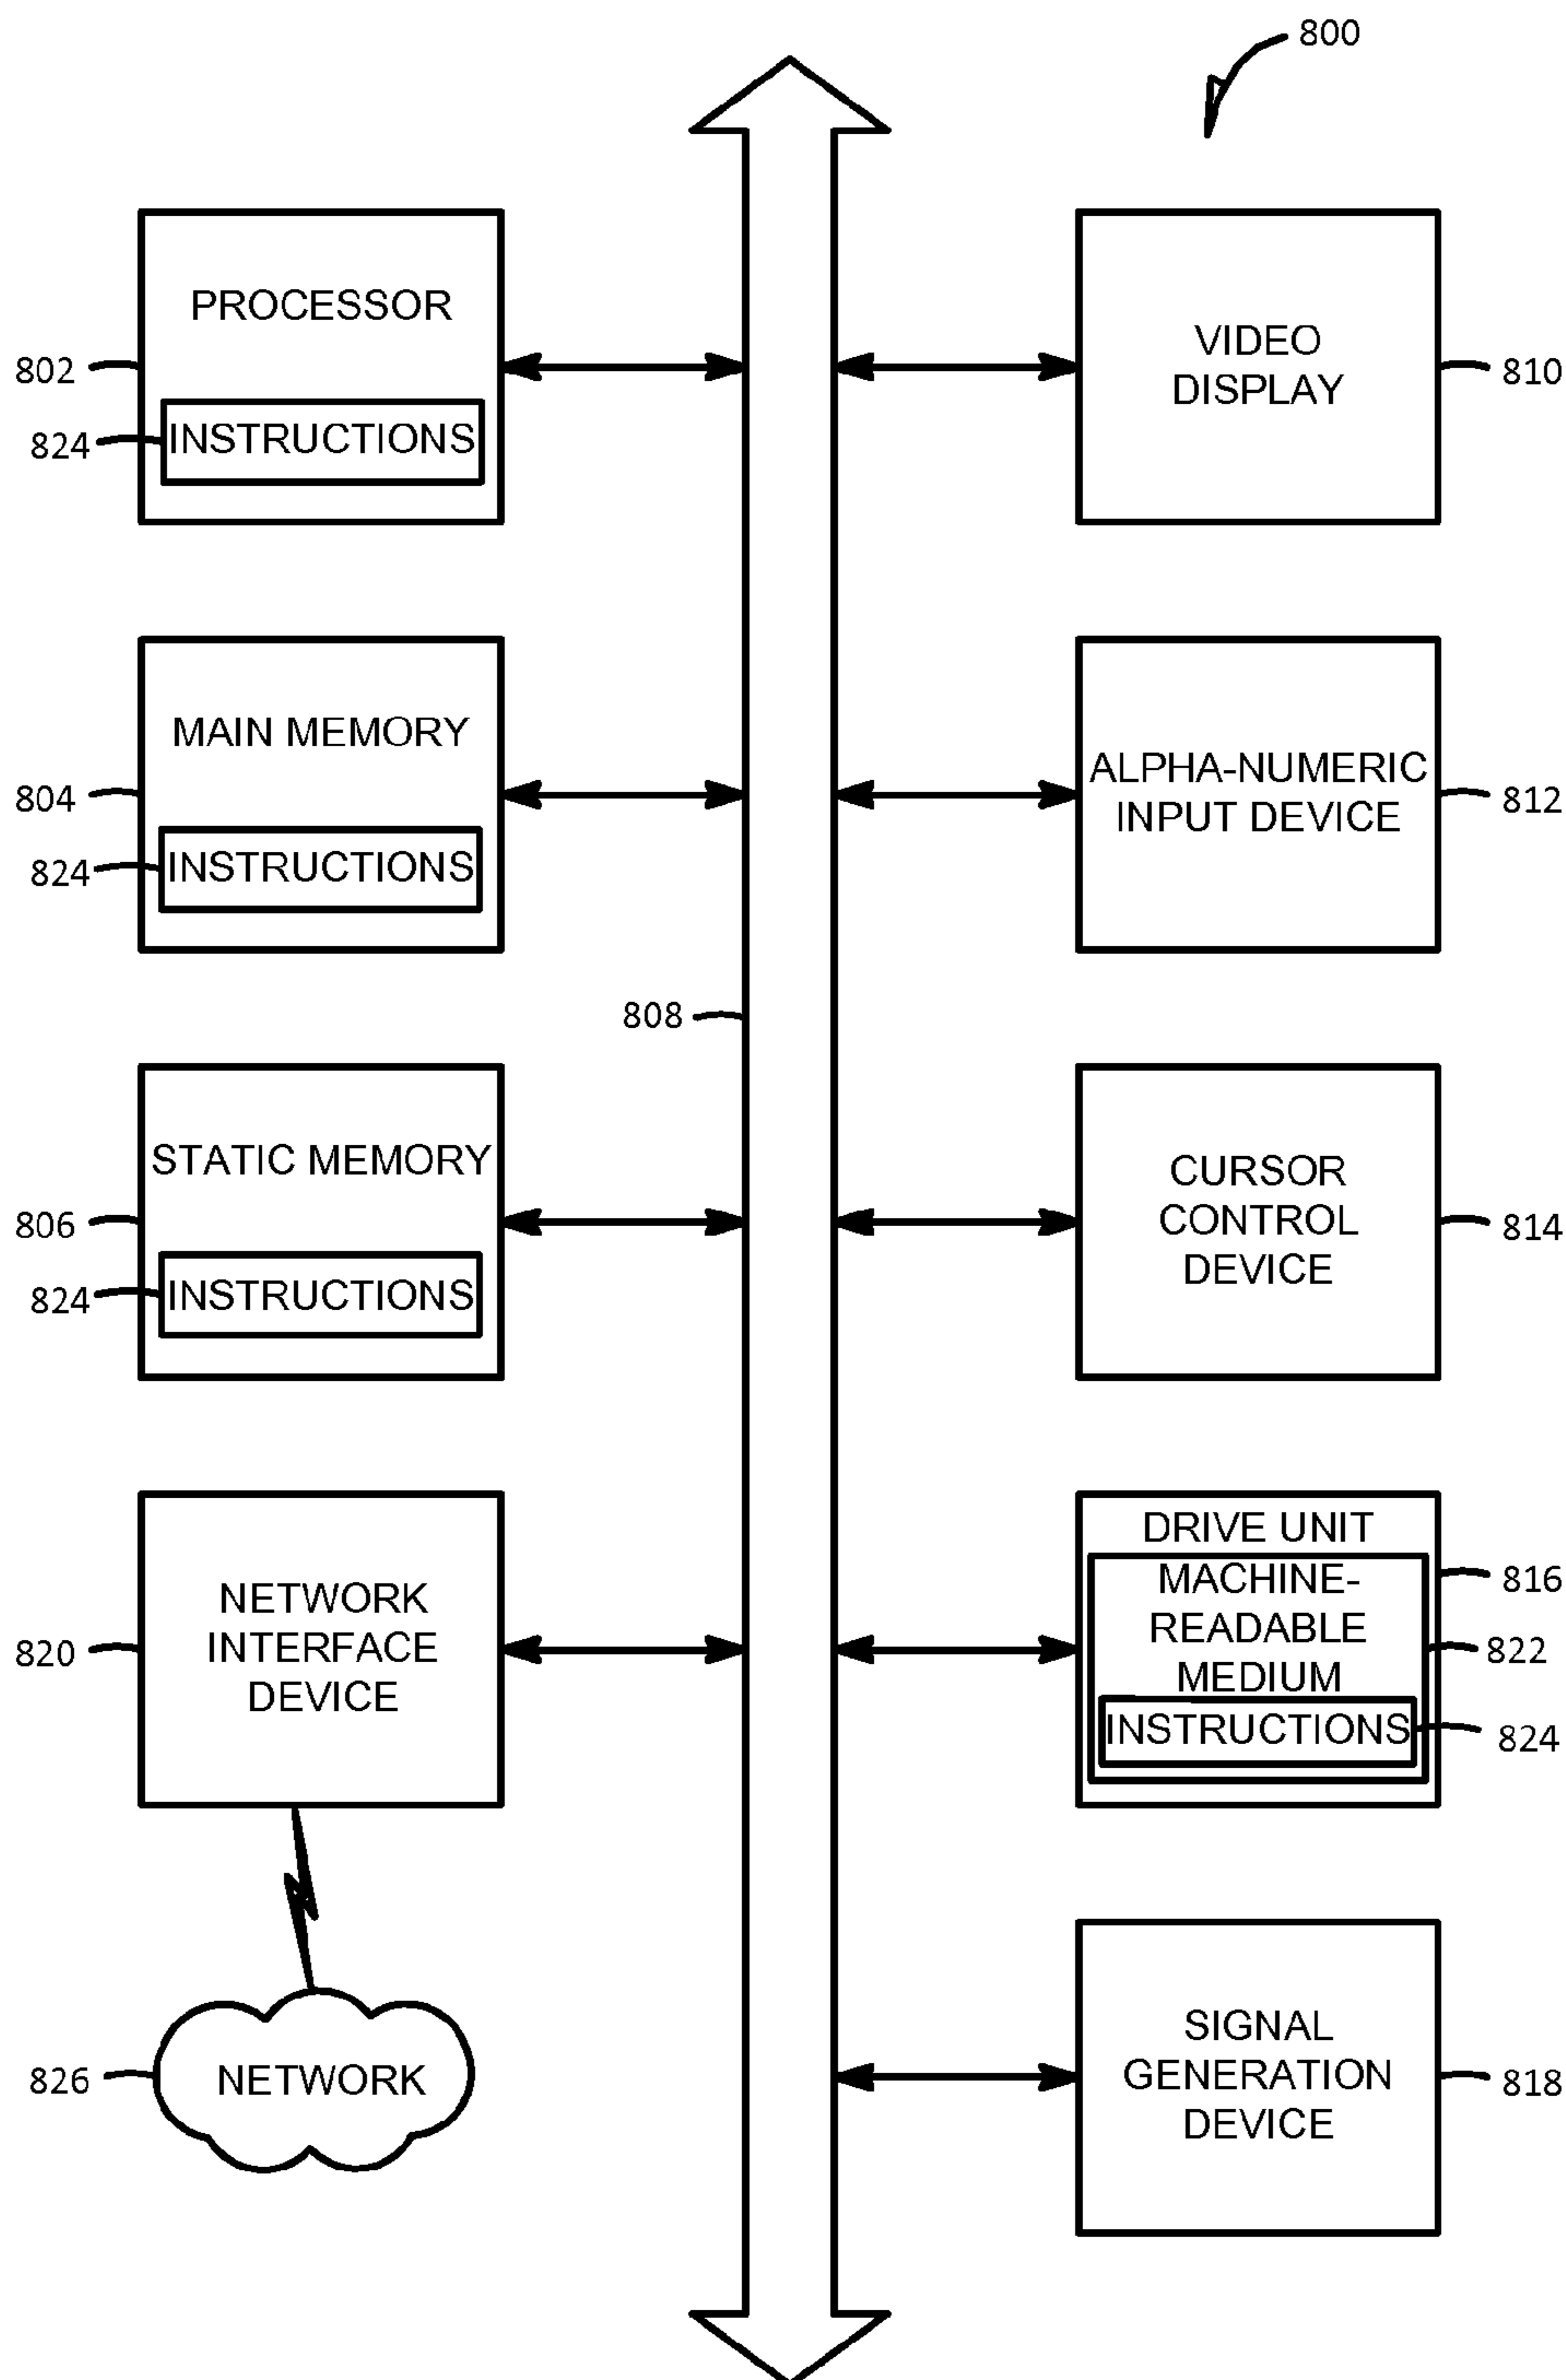 800
PROCESSOR
802
824
INSTRUCTIONS
VIDEO
DISPLAY
810
MAIN MEMORY
804
824
INSTRUCTIONS
ALPHA-NUMERIC
INPUT DEVICE
812
808
STATIC MEMORY
806
824
INSTRUCTIONS
CURSOR
CONTROL
DEVICE
814
NETWORK
INTERFACE
DEVICE
820
DRIVE UNIT
MACHINE-
READABLE
MEDIUM
INSTRUCTIONS
816
822
824
826
NETWORK
SIGNAL
GENERATION
DEVICE
818